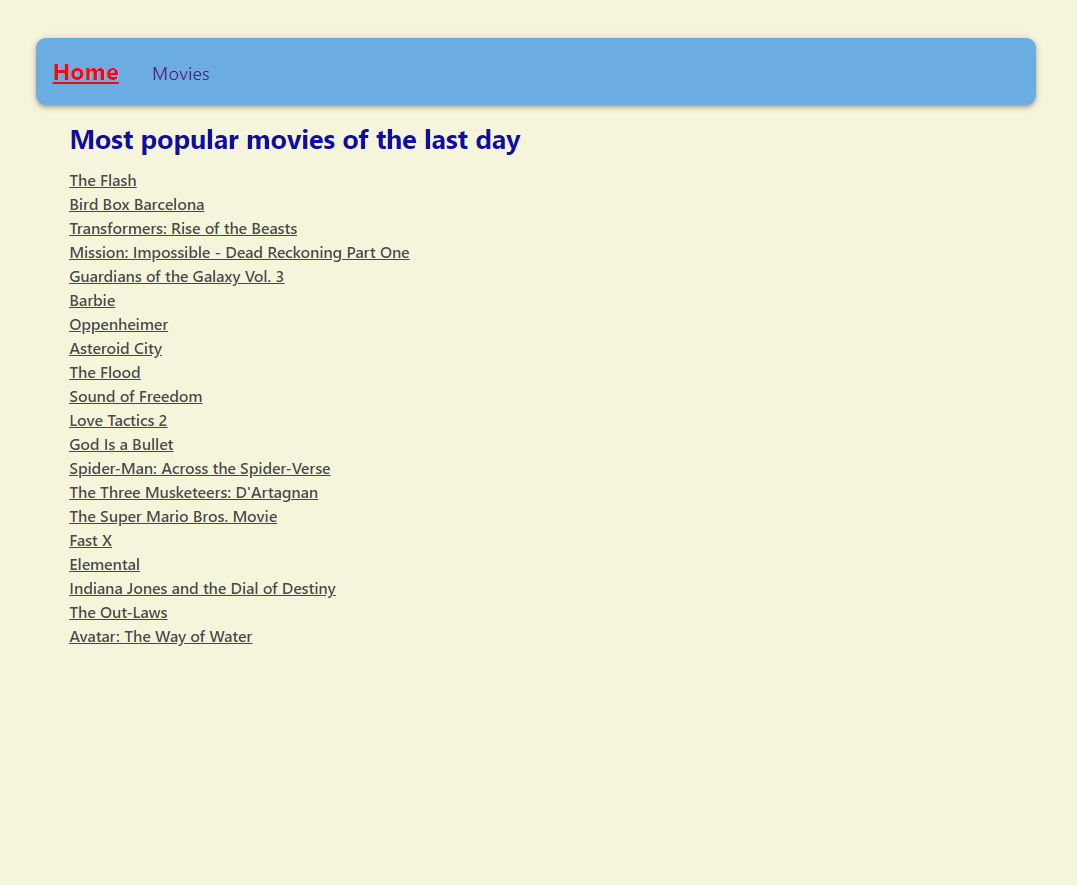 Home Movies
Most popular movies of the last day
The Flash
Bird Box Barcelona
Transformers: Rise of the Beasts
Mission: Impossible - Dead Reckoning Part One
Guardians of the Galaxy Vol. 3
Barbie
Oppenheimer
Asteroid City
The Flood
Sound of Freedom
Love Tactics 2
God Is a Bullet
Spider-Man: Across the Spider-Verse
The Three Musketeers: D'Artagnan
The Super Mario Bros. Movie
Fast X
Elemental
Indiana Jones and the Dial of Destiny
The Out-Laws
Avatar: The Way of Water